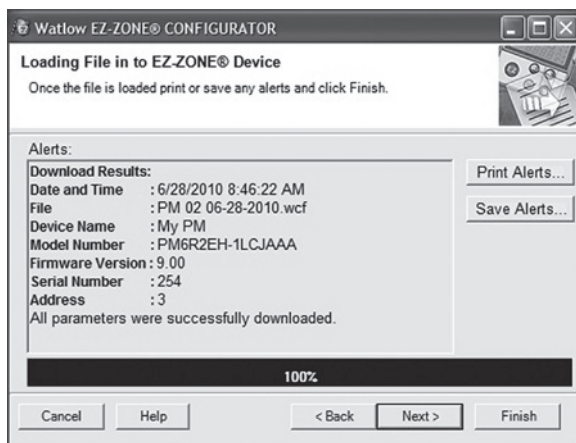 Watlow EZ-ZONE® CONFIGURATOR
Loading File in to EZ-ZONE® Device
Once the file is loaded print or save any alerts and click Finish.
Alerts:
Download Results:
Date and Time : 6/28/2010 8:46:22 AM
File : PM 02 06-28-2010.wcf
Device Name : My PM
Model Number : PM6R2EH-1LCJAAA
Firmware Version : 9.00
Serial Number : 254
Address : 3
All parameters were successfully downloaded.
Print Alerts...
Save Alerts...
100%
Cancel
Help
< Back
Next >
Finish